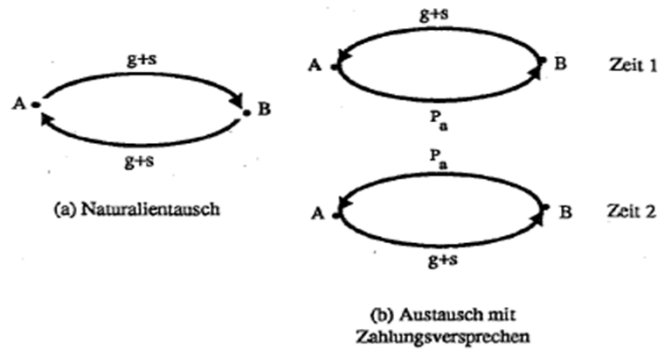 g+s
A
B
g+s
(a) Naturalientausch
g+s
A
B
Zeit 1
Pa
Pa
A
B
Zeit 2
g+s
(b) Austausch mit
Zahlungsversprechen